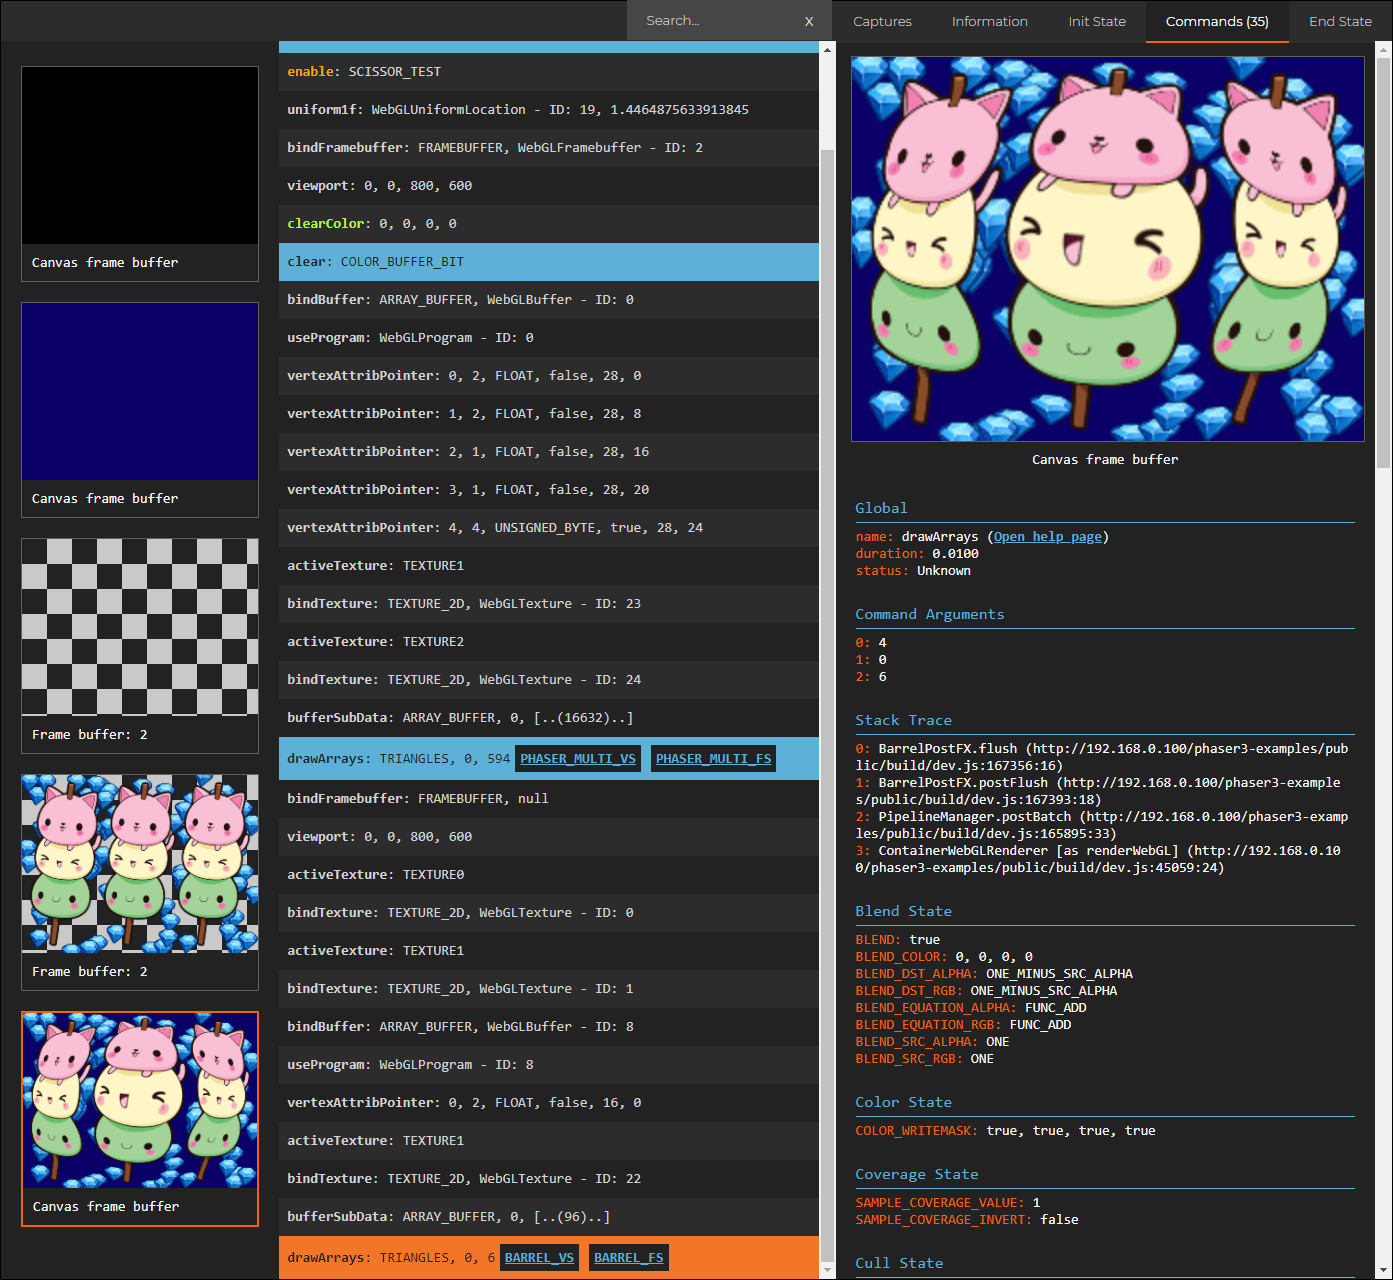 Search...
X
Captures
Information
Init State
Commands (35)
End State
Canvas frame buffer
Canvas frame buffer
Frame buffer: 2
Frame buffer: 2
Canvas frame buffer
enable: SCISSOR_TEST
uniform1f: WebGLUniformLocation - ID: 19, 1.4464875633913845
bindFramebuffer: FRAMEBUFFER, WebGLFramebuffer - ID: 2
viewport: 0, 0, 800, 600
clearColor: 0, 0, 0, 0
clear: COLOR_BUFFER_BIT
bindBuffer: ARRAY_BUFFER, WebGLBuffer - ID: 0
useProgram: WebGLProgram - ID: 0
vertexAttribPointer: 0, 2, FLOAT, false, 28, 0
vertexAttribPointer: 1, 2, FLOAT, false, 28, 8
vertexAttribPointer: 2, 1, FLOAT, false, 28, 16
vertexAttribPointer: 3, 1, FLOAT, false, 28, 20
vertexAttribPointer: 4, 4, UNSIGNED_BYTE, true, 28, 24
activeTexture: TEXTURE1
bindTexture: TEXTURE_2D, WebGLTexture - ID: 23
activeTexture: TEXTURE2
bindTexture: TEXTURE_2D, WebGLTexture - ID: 24
bufferSubData: ARRAY_BUFFER, 0, [..(16632)..]
drawArrays: TRIANGLES, 0, 594 PHASER_MULTI_VS PHASER_MULTI_FS
bindFramebuffer: FRAMEBUFFER, null
viewport: 0, 0, 800, 600
activeTexture: TEXTURE0
bindTexture: TEXTURE_2D, WebGLTexture - ID: 0
activeTexture: TEXTURE1
bindTexture: TEXTURE_2D, WebGLTexture - ID: 1
bindBuffer: ARRAY_BUFFER, WebGLBuffer - ID: 8
useProgram: WebGLProgram - ID: 8
vertexAttribPointer: 0, 2, FLOAT, false, 16, 0
activeTexture: TEXTURE1
bindTexture: TEXTURE_2D, WebGLTexture - ID: 22
bufferSubData: ARRAY_BUFFER, 0, [..(96)..]
drawArrays: TRIANGLES, 0, 6 BARREL_VS BARREL_FS
Canvas frame buffer
Global
name: drawArrays (Open help page)
duration: 0.0100
status: Unknown
Command Arguments
0: 4
1: 0
2: 6
Stack Trace
0: BarrelPostFX.flush (http://192.168.0.100/phaser3-examples/pub
lic/build/dev.js:167356:16)
1: BarrelPostFX.postFlush (http://192.168.0.100/phaser3-example
s/public/build/dev.js:167393:18)
2: PipelineManager.postBatch (http://192.168.0.100/phaser3-examp
les/public/build/dev.js:165895:33)
3: ContainerWebGLRenderer [as renderWebGL] (http://192.168.0.10
0/phaser3-examples/public/build/dev.js:45059:24)
Blend State
BLEND: true
BLEND_COLOR: 0, 0, 0, 0
BLEND_DST_ALPHA: ONE_MINUS_SRC_ALPHA
BLEND_DST_RGB: ONE_MINUS_SRC_ALPHA
BLEND_EQUATION_ALPHA: FUNC_ADD
BLEND_EQUATION_RGB: FUNC_ADD
BLEND_SRC_ALPHA: ONE
BLEND_SRC_RGB: ONE
Color State
COLOR_WRITEMASK: true, true, true, true
Coverage State
SAMPLE_COVERAGE_VALUE: 1
SAMPLE_COVERAGE_INVERT: false
Cull State